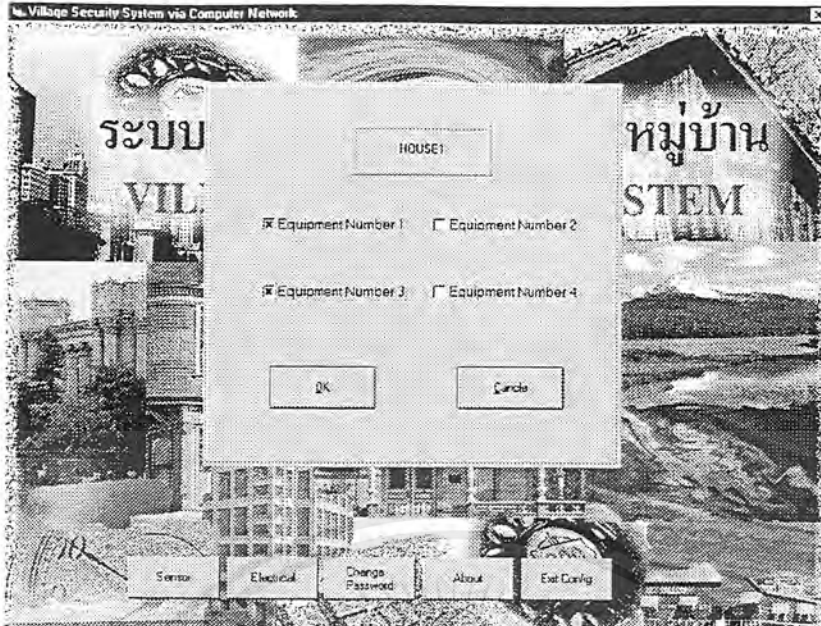 Village Security System via Computer Network
ระบบ
หมู่บ้าน
VIL
STEM
HOUSE1
Equipment Number 1
Equipment Number 2
Equipment Number 3
Equipment Number 4
OK
Cancle
Sensor
Electrical
Change
Password
About
Exit Config